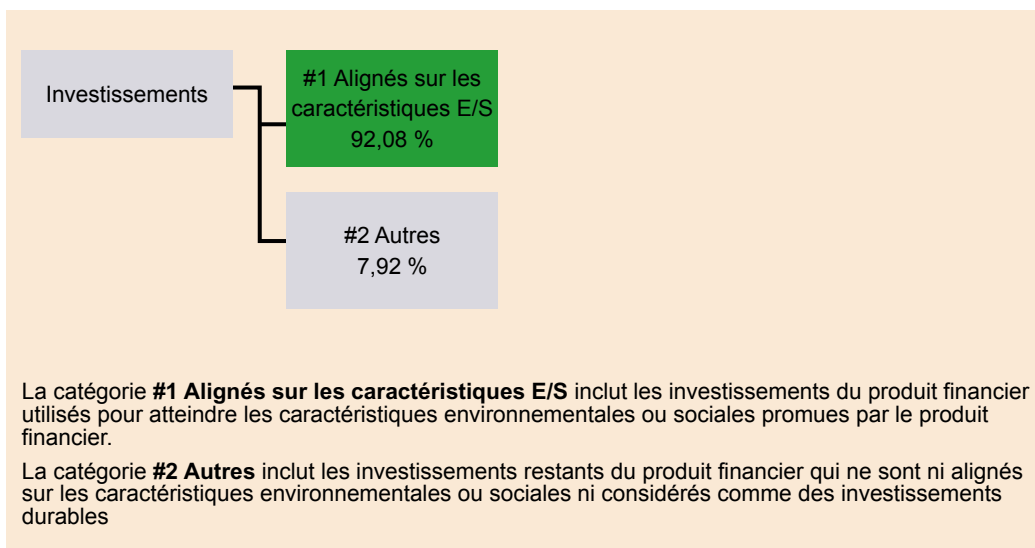 Investissements
#1 Alignés sur les
caractéristiques E/S
92,08 %
#2 Autres
7,92 %
La catégorie #1 Alignés sur les caractéristiques E/S inclut les investissements du produit financier
utilisés pour atteindre les caractéristiques environnementales ou sociales promues par le produit
financier.
La catégorie #2 Autres inclut les investissements restants du produit financier qui ne sont ni alignés
sur les caractéristiques environnementales ou sociales ni considérés comme des investissements
durables